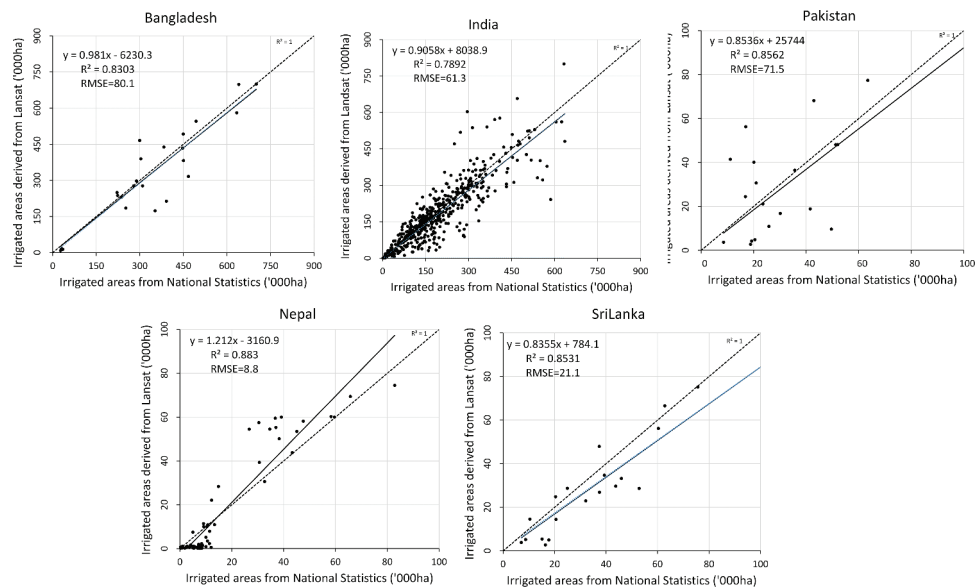 Bangladesh
y = 0.981x - 6230.3
R² = 0.8303
RMSE=80.1
R² = 1
900
750
600
450
300
150
0
0 150 300 450 600 750 900
Irrigated areas derived from Lansat ('000ha)
Irrigated areas from National Statistics ('000ha)
India
y = 0.9058x + 8038.9
R² = 0.7892
RMSE=61.3
R² = 1
900
750
600
450
300
150
0
0 150 300 450 600 750 900
Irrigated areas derived from Landsat ('000ha)
Irrigated areas from National Statistics ('000ha)
Pakistan
y = 0.8536x + 25744
R² = 0.8562
RMSE=71.5
R² = 1
100
80
60
40
20
0
0 20 40 60 80 100
Irrigated areas derived from Lansat ('000ha)
Irrigated areas from National Statistics ('000ha)
Nepal
y = 1.212x - 3160.9
R² = 0.883
RMSE=8.8
R² = 1
100
80
60
40
20
0
0 20 40 60 80 100
Irrigated areas derived from Lansat ('000ha)
Irrigated areas from National Statistics ('000ha)
SriLanka
y = 0.8355x + 784.1
R² = 0.8531
RMSE=21.1
R² = 1
100
80
60
40
20
0
0 20 40 60 80 100
Irrigated areas derived from Lansat ('000ha)
Irrigated areas from National Statistics ('000ha)